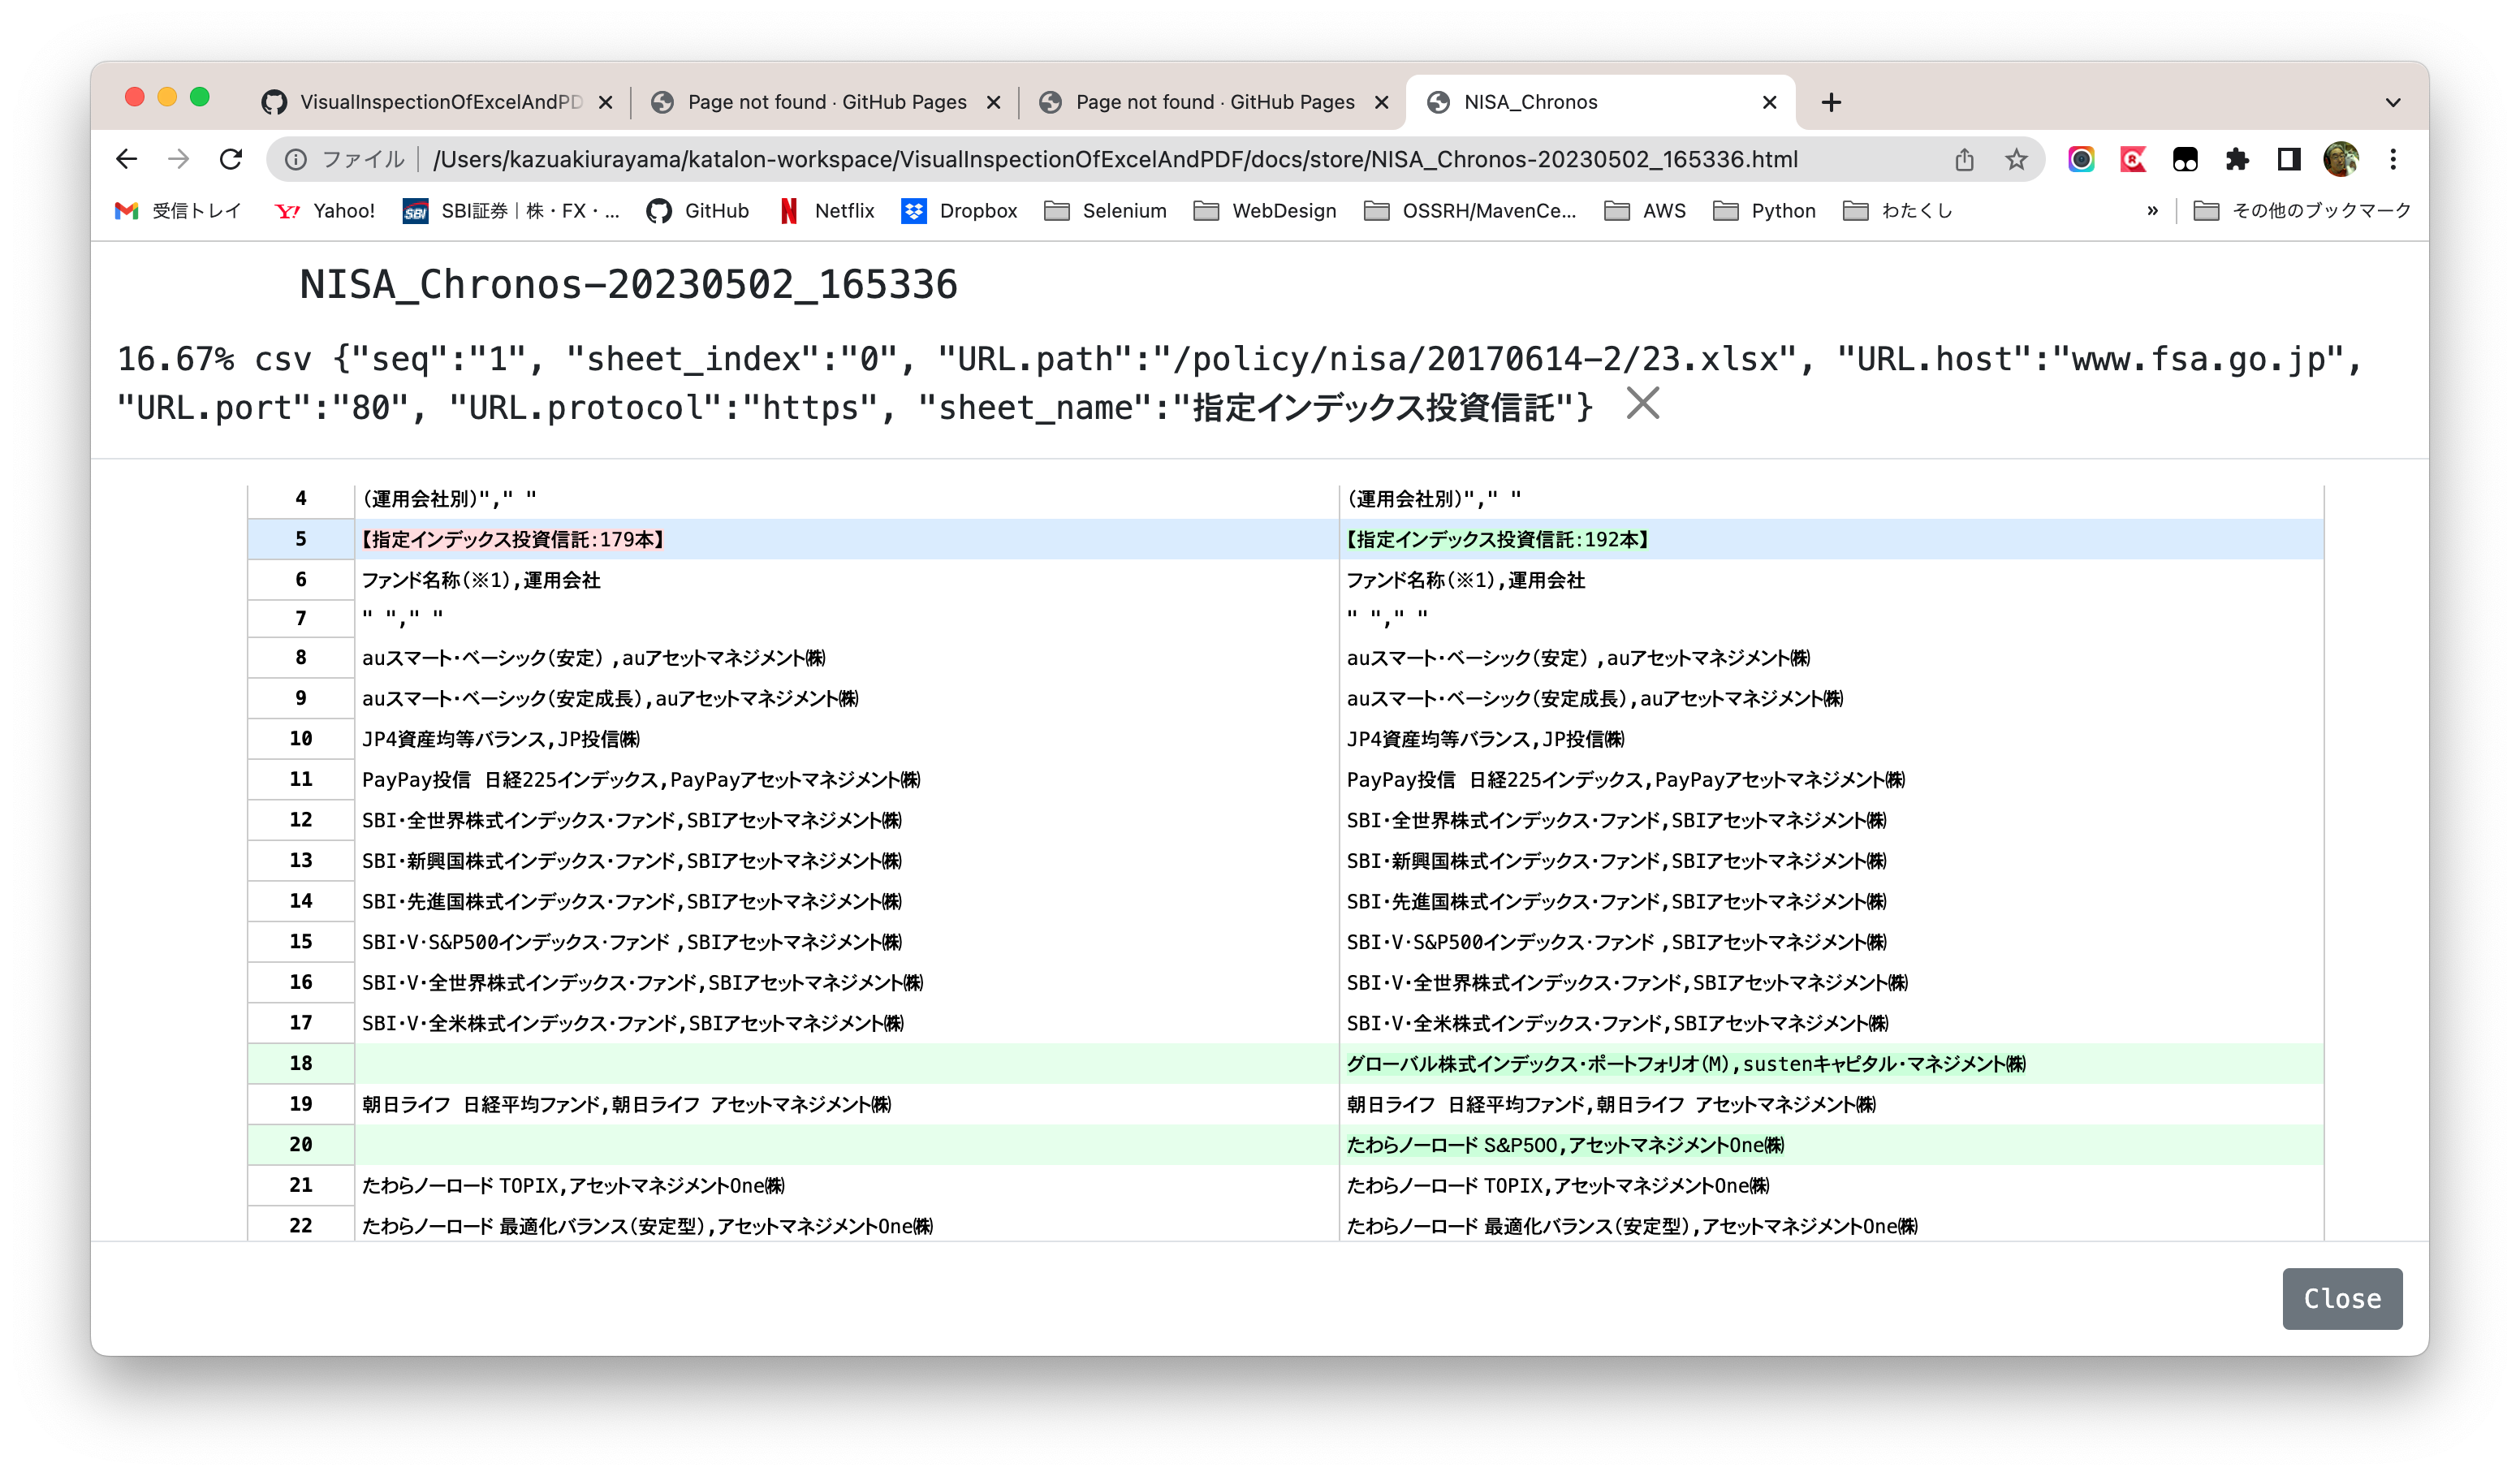 VisualInspectionOfExcelAndPD
Page not found · GitHub Pages
Page not found · GitHub Pages
NISA_Chronos
ファイル /Users/kazuakiurayama/katalon-workspace/VisualInspectionOfExcelAndPDF/docs/store/NISA_Chronos-20230502_165336.html
受信トレイ Yahoo! SBI SBI証券｜株・FX・... GitHub Netflix Dropbox Selenium WebDesign OSSRH/MavenCe... AWS Python わたくし » その他のブックマーク
NISA_Chronos-20230502_165336
16.67% csv {"seq":"1", "sheet_index":"0", "URL.path":"/policy/nisa/20170614-2/23.xlsx", "URL.host":"www.fsa.go.jp",
"URL.port":"80", "URL.protocol":"https", "sheet_name":"指定インデックス投資信託"}
4 （運用会社別）"," " （運用会社別）"," "
5 【指定インデックス投資信託：179本】 【指定インデックス投資信託：192本】
6 ファンド名称（※1）,運用会社 ファンド名称（※1）,運用会社
7 " "," " " "," "
8 auスマート・ベーシック（安定） ,auアセットマネジメント㈱ auスマート・ベーシック（安定） ,auアセットマネジメント㈱
9 auスマート・ベーシック（安定成長）,auアセットマネジメント㈱ auスマート・ベーシック（安定成長）,auアセットマネジメント㈱
10 JP4資産均等バランス,JP投信㈱ JP4資産均等バランス,JP投信㈱
11 PayPay投信 日経225インデックス,PayPayアセットマネジメント㈱ PayPay投信 日経225インデックス,PayPayアセットマネジメント㈱
12 SBI・全世界株式インデックス・ファンド,SBIアセットマネジメント㈱ SBI・全世界株式インデックス・ファンド,SBIアセットマネジメント㈱
13 SBI・新興国株式インデックス・ファンド,SBIアセットマネジメント㈱ SBI・新興国株式インデックス・ファンド,SBIアセットマネジメント㈱
14 SBI・先進国株式インデックス・ファンド,SBIアセットマネジメント㈱ SBI・先進国株式インデックス・ファンド,SBIアセットマネジメント㈱
15 SBI・V・S&P500インデックス・ファンド ,SBIアセットマネジメント㈱ SBI・V・S&P500インデックス・ファンド ,SBIアセットマネジメント㈱
16 SBI・V・全世界株式インデックス・ファンド,SBIアセットマネジメント㈱ SBI・V・全世界株式インデックス・ファンド,SBIアセットマネジメント㈱
17 SBI・V・全米株式インデックス・ファンド,SBIアセットマネジメント㈱ SBI・V・全米株式インデックス・ファンド,SBIアセットマネジメント㈱
18 グローバル株式インデックス・ポートフォリオ（M）,sustenキャピタル・マネジメント㈱
19 朝日ライフ 日経平均ファンド,朝日ライフ アセットマネジメント㈱ 朝日ライフ 日経平均ファンド,朝日ライフ アセットマネジメント㈱
20 たわらノーロード S&P500,アセットマネジメントOne㈱
21 たわらノーロード TOPIX,アセットマネジメントOne㈱ たわらノーロード TOPIX,アセットマネジメントOne㈱
22 たわらノーロード 最適化バランス（安定型）,アセットマネジメントOne㈱ たわらノーロード 最適化バランス（安定型）,アセットマネジメントOne㈱
Close